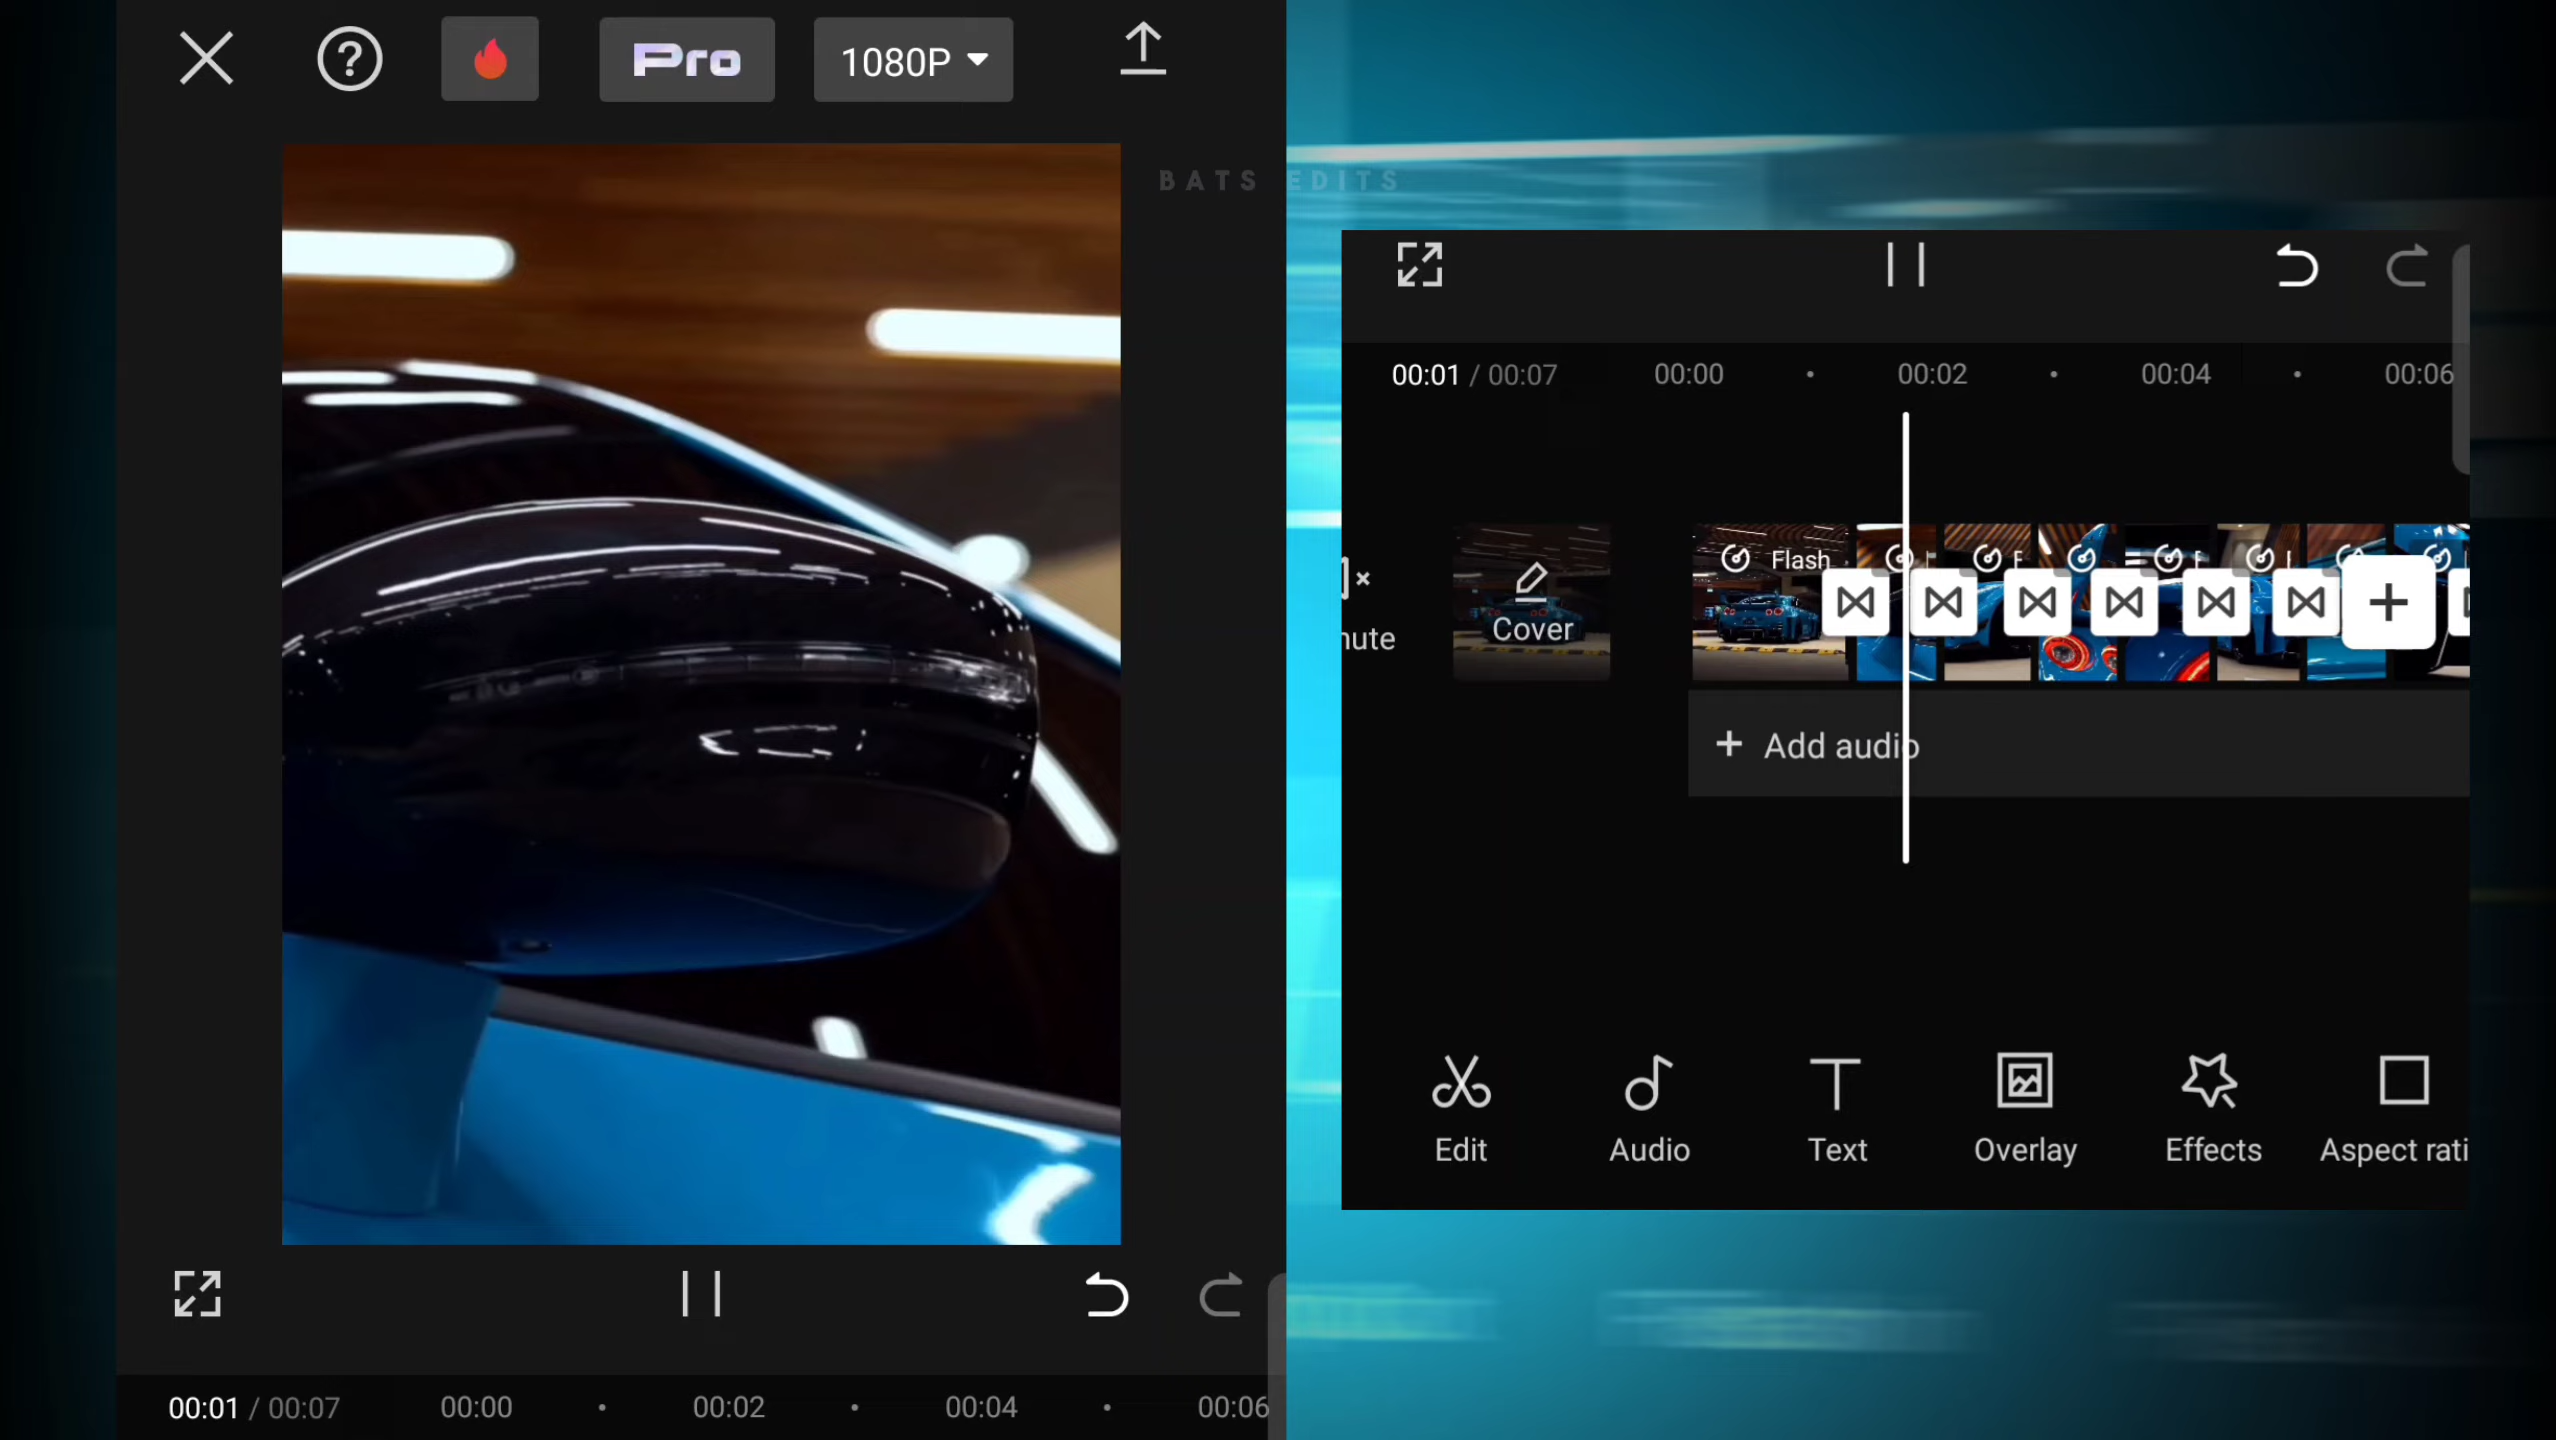 Pro
1080P
BATS EDITS
00:01 / 00:07
00:00
00:02
00:04
00:06
Flash
Cover
nute
+ Add audio
Edit
Audio
Text
Overlay
Effects
Aspect rati
00:01 / 00:07
00:00
00:02
00:04
00:06